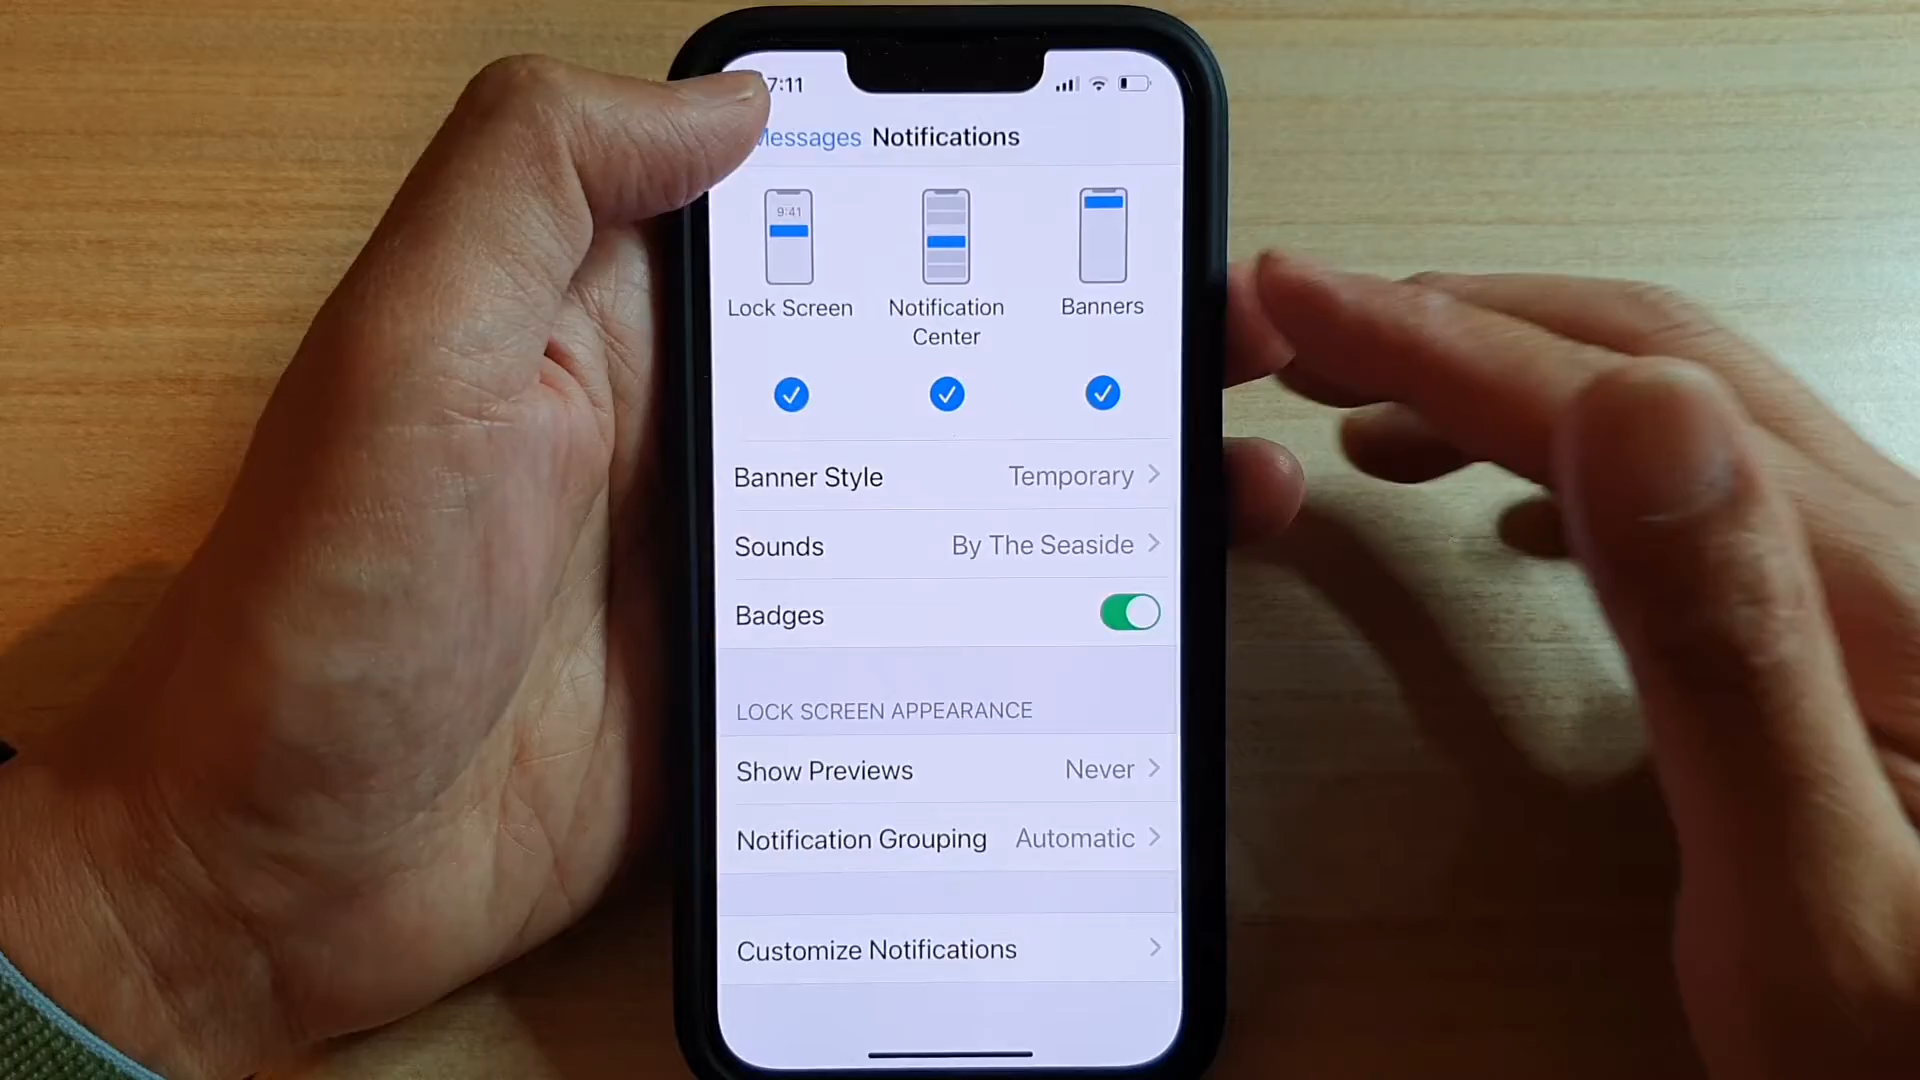 7:11
Messages Notifications
9:41
Lock Screen
Notification Center
Banners
Banner Style Temporary
Sounds By The Seaside
Badges
LOCK SCREEN APPEARANCE
Show Previews Never
Notification Grouping Automatic
Customize Notifications